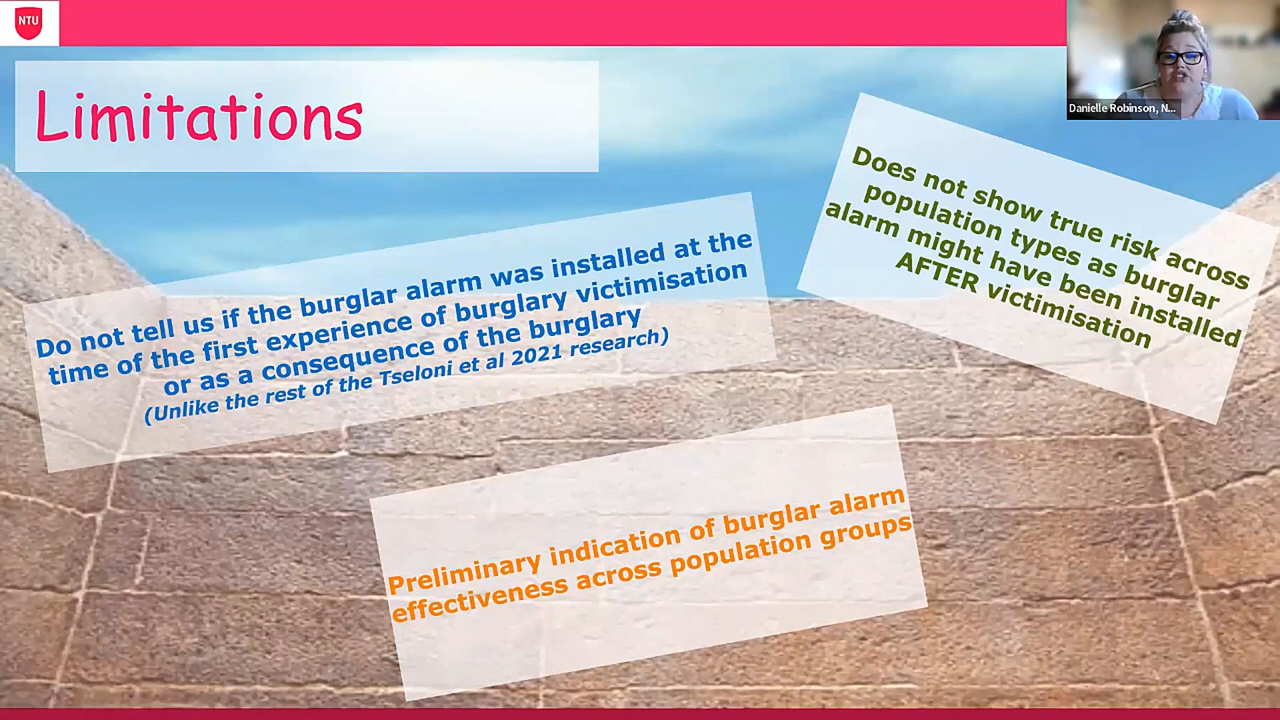 NTU
Danielle Robinson, N...
Limitations
Does not show true risk across
population types as burglar
alarm might have been installed
AFTER victimisation
Do not tell us if the burglar alarm was installed at the
time of the first experience of burglary victimisation
or as a consequence of the burglary
(Unlike the rest of the Tseloni et al 2021 research)
Preliminary indication of burglar alarm
effectiveness across population groups